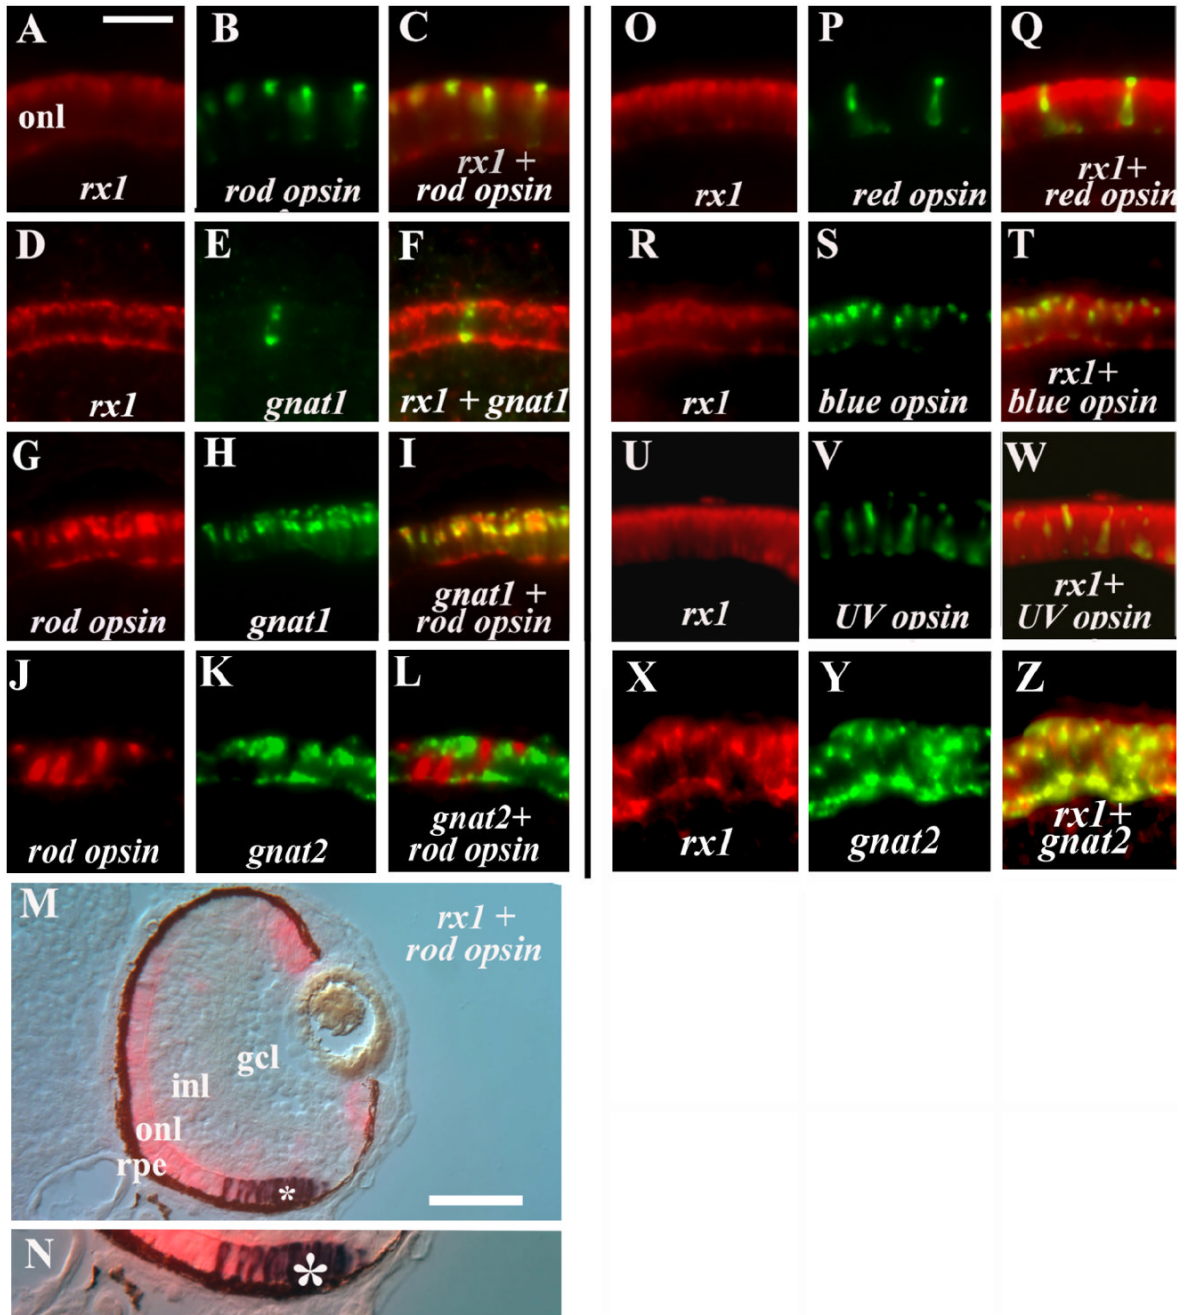 A
onl
rx1
B
rod opsin
C
rx1 +
rod opsin
D
rx1
E
gnat1
F
rx1 + gnat1
G
rod opsin
H
gnat1
I
gnat1 +
rod opsin
J
rod opsin
K
gnat2
L
gnat2+
rod opsin
M
rx1 +
rod opsin
gcl
inl
onl
rpe
*
N
*
O
rx1
P
red opsin
Q
rx1+
red opsin
R
rx1
S
blue opsin
T
rx1+
blue opsin
U
rx1
V
UV opsin
W
rx1+
UV opsin
X
rx1
Y
gnat2
Z
rx1+
gnat2